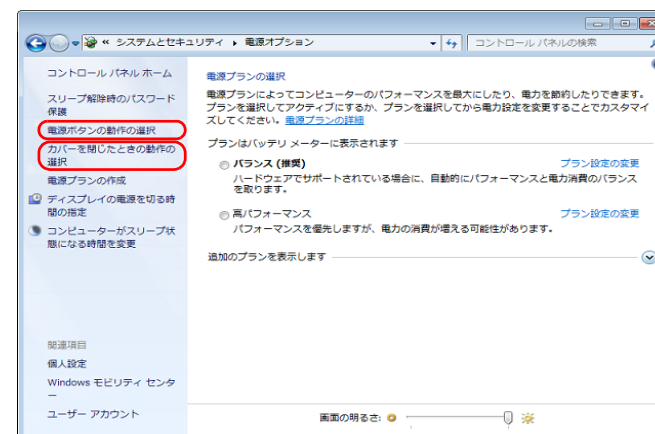 « システムとセキュリティ ▸ 電源オプション
コントロール パネルの検索
コントロール パネル ホーム
スリープ解除時のパスワード
保護
電源ボタンの動作の選択
カバーを閉じたときの動作の
選択
電源プランの作成
ディスプレイの電源を切る時
間の指定
コンピューターがスリープ状
態になる時間を変更
関連項目
個人設定
Windows モビリティ センタ
ー
ユーザー アカウント
電源プランの選択
電源プランによってコンピューターのパフォーマンスを最大にしたり、電力を節約したりできます。
プランを選択してアクティブにするか、プランを選択してから電力設定を変更することでカスタマイ
ズしてください。電源プランの詳細
プランはバッテリ メーターに表示されます
バランス (推奨) プラン設定の変更
ハードウェアでサポートされている場合に、自動的にパフォーマンスと電力消費のバランス
を取ります。
高パフォーマンス プラン設定の変更
パフォーマンスを優先しますが、電力の消費が増える可能性があります。
追加のプランを表示します
画面の明るさ: